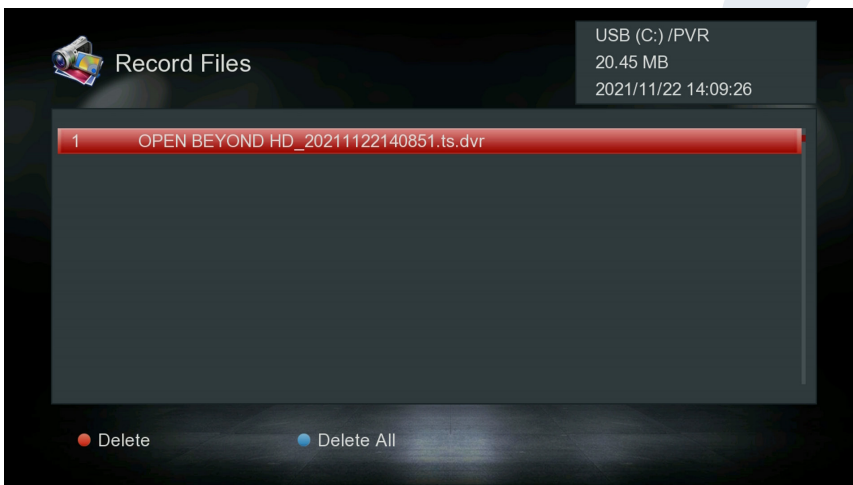 Record Files
USB (C:) /PVR
20.45 MB
2021/11/22 14:09:26
1 OPEN BEYOND HD_20211122140851.ts.dvr
Delete
Delete All